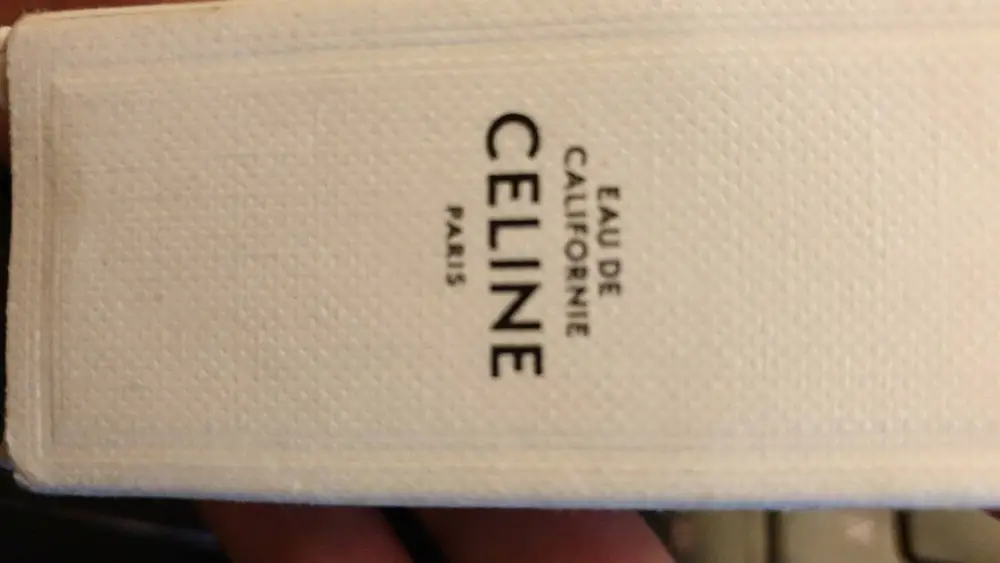 EAU DE
CALIFORNIE
CELINE
PARIS